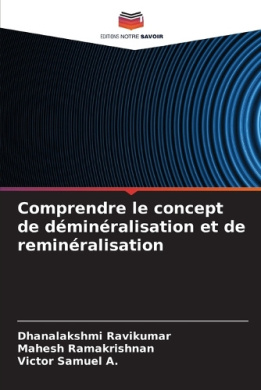 EDITIONS NOTRE SAVOIR
Comprendre le concept
de déminéralisation et de
reminéralisation
Dhanalakshmi Ravikumar
Mahesh Ramakrishnan
Victor Samuel A.